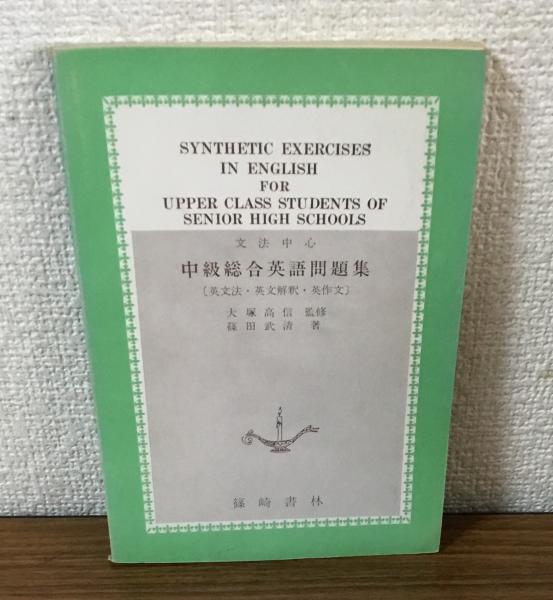 SYNTHETIC EXERCISES
IN ENGLISH
FOR
UPPER CLASS STUDENTS OF
SENIOR HIGH SCHOOLS
文法中心
中級総合英語問題集
〔英文法・英文解釈・英作文〕
大塚高信 監修
篠田武清 著
篠崎書林